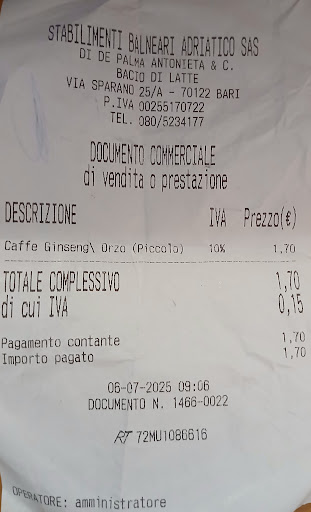 STABILIMENTI BALNEARI ADRIATICO SAS
DI DE PALMA ANTONIETA & C.
BACIO DI LATTE
VIA SPARANO 25/A - 70122 BARI
P.IVA 00255170722
TEL. 080/5234177
DOCUMENTO COMMERCIALE
di vendita o prestazione
DESCRIZIONE IVA Prezzo(€)
Caffe Ginseng\ Orzo (Piccolo) 10% 1,70
TOTALE COMPLESSIVO 1,70
di cui IVA 0,15
Pagamento contante 1,70
Importo pagato 1,70
06-07-2025 09:06
DOCUMENTO N. 1466-0022
RT 72MU1086616
OPERATORE: amministratore